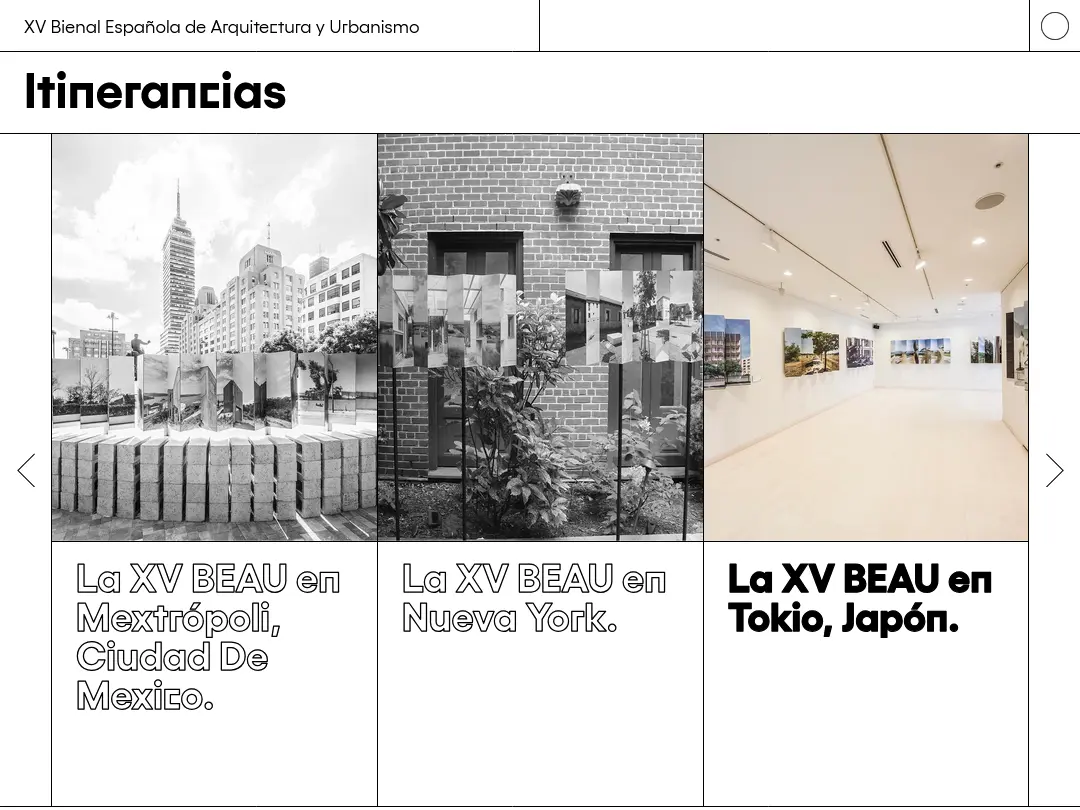 XV Bienal Española de Arquitectura y Urbanismo
Itinerancias
La XV BEAU en
Mextrópoli,
Ciudad De
Mexico.
La XV BEAU en
Nueva York.
La XV BEAU en
Tokio, Japón.